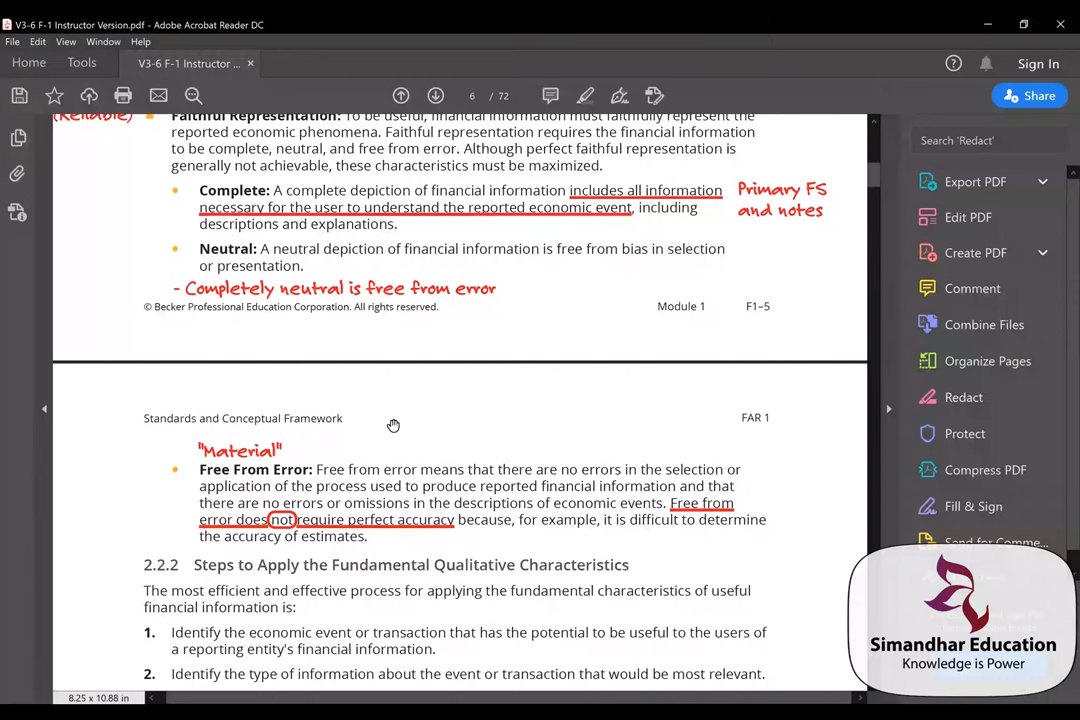 V3-6 F-1 Instructor Version.pdf - Adobe Acrobat Reader DC
File Edit View Window Help
Home Tools V3-6 F-1 Instructor ... × Sign In
6 / 72 Share
(Reliable) Faithful Representation: To be useful, financial information must faithfully represent the
reported economic phenomena. Faithful representation requires the financial information
to be complete, neutral, and free from error. Although perfect faithful representation is
generally not achievable, these characteristics must be maximized.
• Complete: A complete depiction of financial information includes all information
necessary for the user to understand the reported economic event, including
descriptions and explanations.
Primary FS
and notes
• Neutral: A neutral depiction of financial information is free from bias in selection
or presentation.
- Completely neutral is free from error
© Becker Professional Education Corporation. All rights reserved. Module 1 F1–5
Standards and Conceptual Framework FAR 1
"Material"
• Free From Error: Free from error means that there are no errors in the selection or
application of the process used to produce reported financial information and that
there are no errors or omissions in the descriptions of economic events. Free from
error does not require perfect accuracy because, for example, it is difficult to determine
the accuracy of estimates.
2.2.2 Steps to Apply the Fundamental Qualitative Characteristics
The most efficient and effective process for applying the fundamental characteristics of useful
financial information is:
1. Identify the economic event or transaction that has the potential to be useful to the users of
a reporting entity's financial information.
2. Identify the type of information about the event or transaction that would be most relevant.
8.25 x 10.88 in
Search 'Redact'
Export PDF
Edit PDF
Create PDF
Comment
Combine Files
Organize Pages
Redact
Protect
Compress PDF
Fill & Sign
Send for Comme...
Simandhar Education
Knowledge is Power